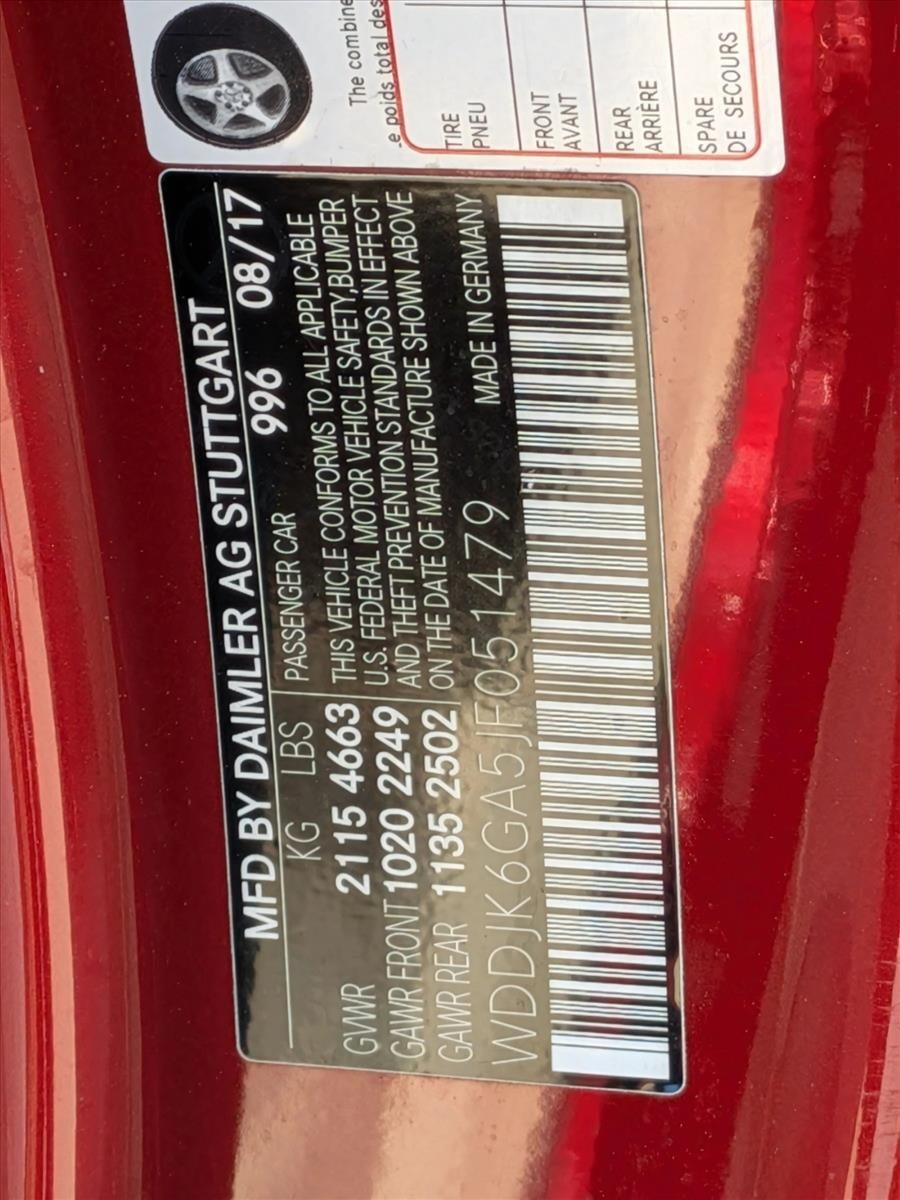 MFD BY DAIMLER AG STUTTGART
996 08/17
KG LBS
PASSENGER CAR
GVWR 2115 4663
GAWR FRONT 1020 2249
GAWR REAR 1135 2502
THIS VEHICLE CONFORMS TO ALL APPLICABLE
U.S. FEDERAL MOTOR VEHICLE SAFETY,BUMPER
AND THEFT PREVENTION STANDARDS IN EFFECT
ON THE DATE OF MANUFACTURE SHOWN ABOVE
MADE IN GERMANY
WDDJK6GA5JF051479
The combine
e poids total des
TIRE
PNEU
FRONT
AVANT
REAR
ARRIÈRE
SPARE
DE SECOURS